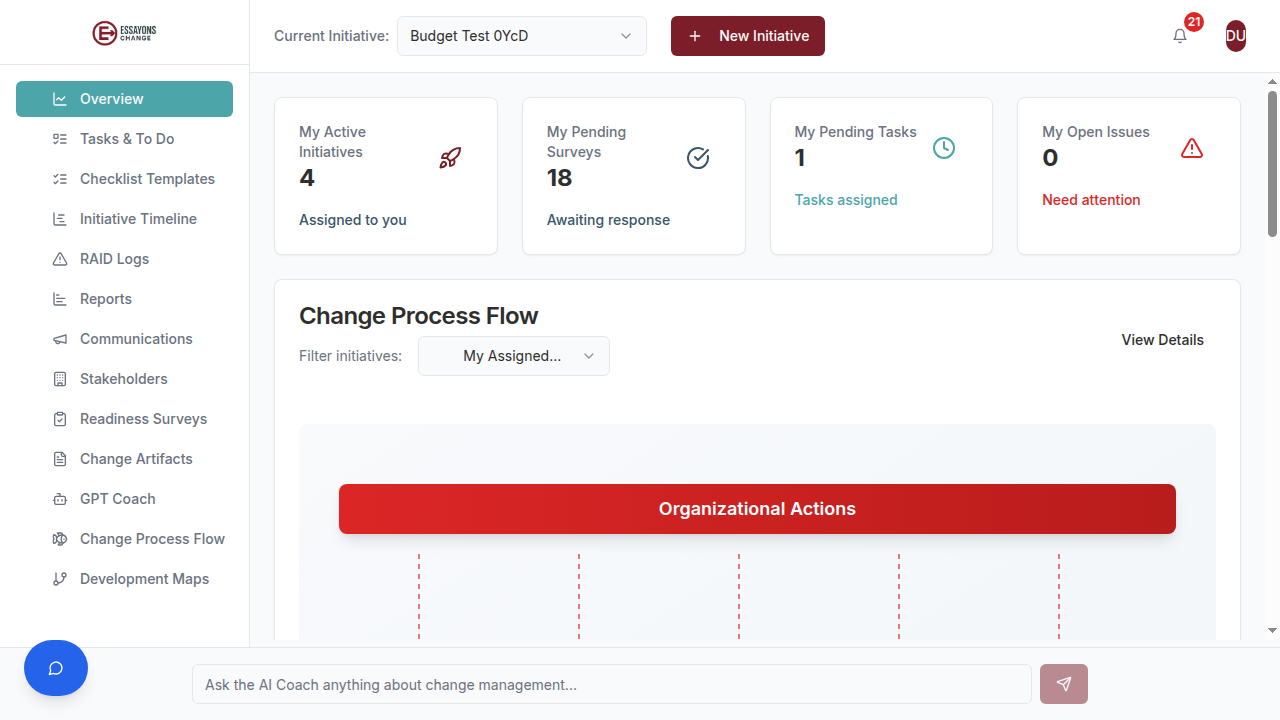 ESSAYONS
CHANGE
Current Initiative:
Budget Test 0YcD
New Initiative
21
DU
Overview
Tasks & To Do
Checklist Templates
Initiative Timeline
RAID Logs
Reports
Communications
Stakeholders
Readiness Surveys
Change Artifacts
GPT Coach
Change Process Flow
Development Maps
My Active
Initiatives
4
Assigned to you
My Pending
Surveys
18
Awaiting response
My Pending Tasks
1
Tasks assigned
My Open Issues
0
Need attention
Change Process Flow
Filter initiatives:
My Assigned...
View Details
Organizational Actions
Ask the AI Coach anything about change management...